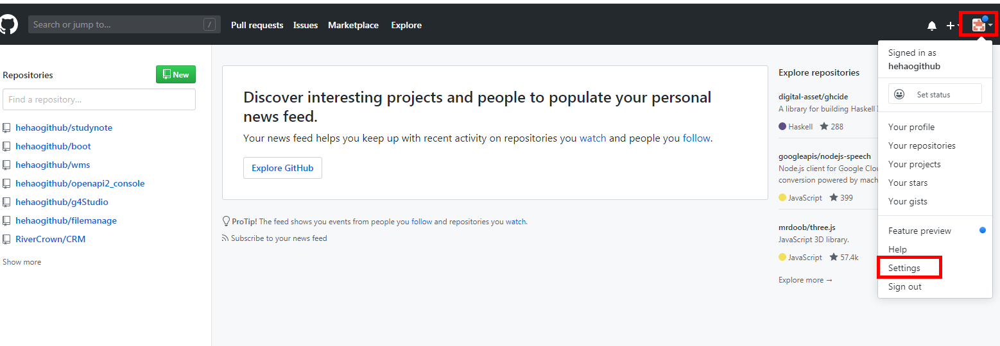 Search or jump to...
/
Pull requests
Issues
Marketplace
Explore
Repositories
New
Find a repository...
hehaogithub/studynote
hehaogithub/boot
hehaogithub/wms
hehaogithub/openapi2_console
hehaogithub/g4Studio
hehaogithub/filemanage
RiverCrown/CRM
Show more
Discover interesting projects and people to populate your personal
news feed.
Your news feed helps you keep up with recent activity on repositories you watch and people you follow.
Explore GitHub
ProTip! The feed shows you events from people you follow and repositories you watch.
Subscribe to your news feed
Explore repositories
digital-asset/ghcide
A library for building Haskell
Haskell 288
googleapis/nodejs-speech
Node.js client for Google Clou
conversion powered by mach
JavaScript 399
mrdoob/three.js
JavaScript 3D library.
JavaScript 57.4k
Explore more →
Signed in as
hehaogithub
Set status
Your profile
Your repositories
Your projects
Your stars
Your gists
Feature preview
Help
Settings
Sign out